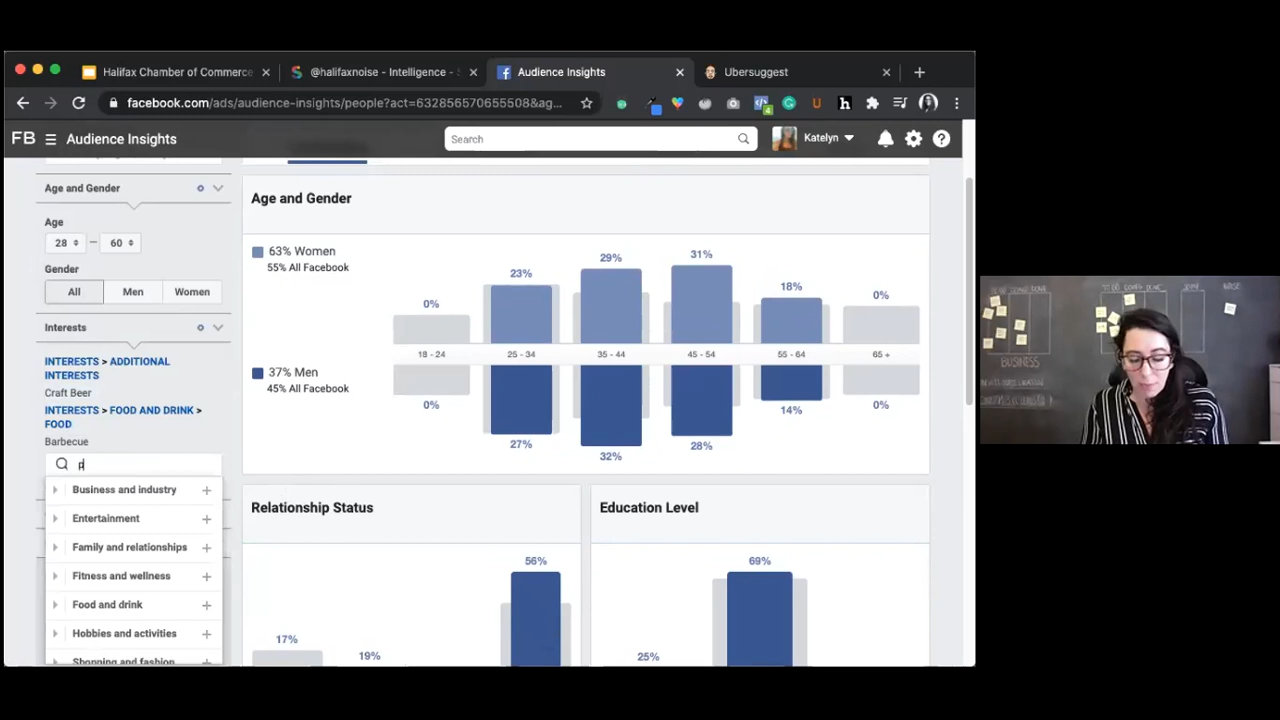 Halifax Chamber of Commerce
@halifaxnoise - Intelligence -
Audience Insights
Ubersuggest
facebook.com/ads/audience-insights/people?act=632856570655508&ag...
FB
Audience Insights
Search
Katelyn
Age and Gender
Age
28 – 60
Gender
All
Men
Women
Interests
INTERESTS > ADDITIONAL
INTERESTS
Craft Beer
INTERESTS > FOOD AND DRINK >
FOOD
Barbecue
p
Business and industry
Entertainment
Family and relationships
Fitness and wellness
Food and drink
Hobbies and activities
Shopping and fashion
Age and Gender
63% Women
55% All Facebook
0%
23%
29%
31%
18%
0%
18 - 24
25 - 34
35 - 44
45 - 54
55 - 64
65 +
37% Men
45% All Facebook
0%
27%
32%
28%
14%
0%
Relationship Status
17%
19%
56%
Education Level
25%
69%
BUSINESS